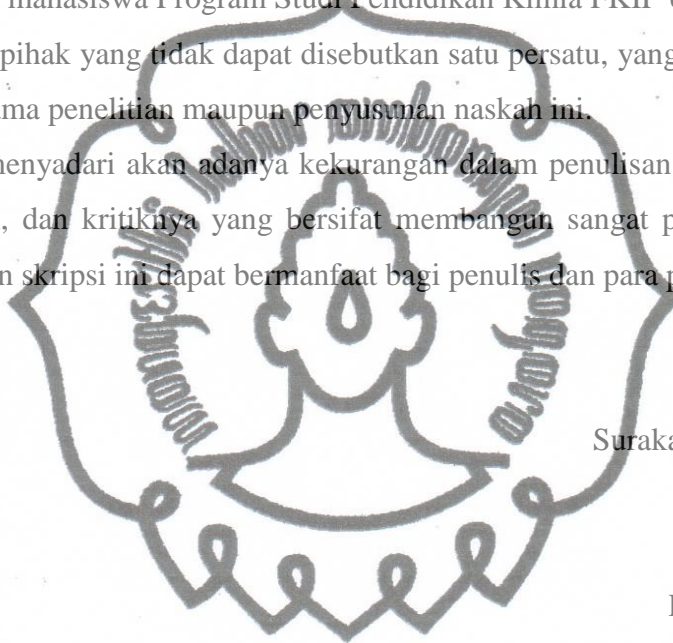 mahasiswa Program Studi Pendidikan Kimia FKIP
pihak yang tidak dapat disebutkan satu persatu, yang
ama penelitian maupun penyusunan naskah ini.
menyadari akan adanya kekurangan dalam penulisan
, dan kritiknya yang bersifat membangun sangat p
n skripsi ini dapat bermanfaat bagi penulis dan para p
Suraka